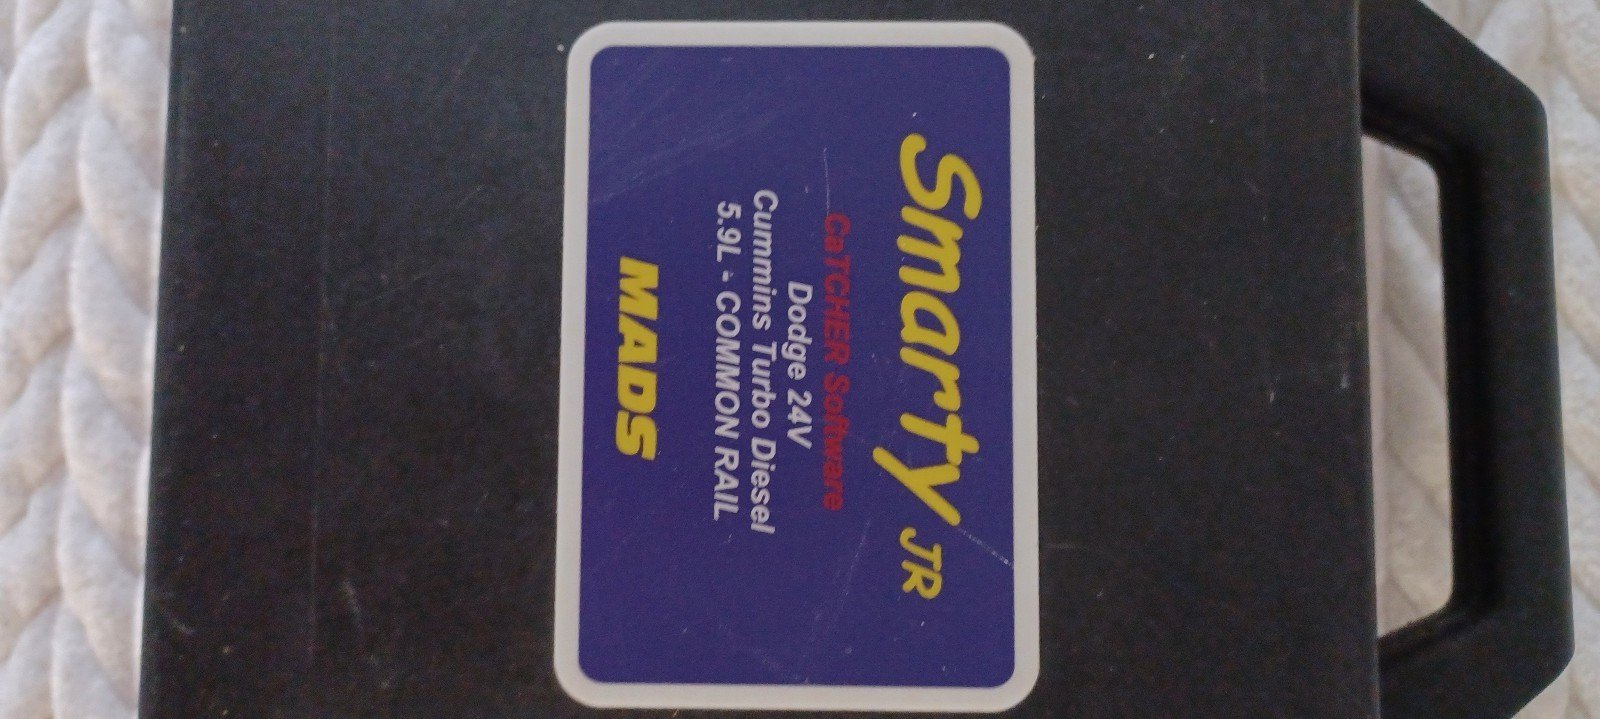 Smarty JR
CaTCHER Software
Dodge 24V
Cummins Turbo Diesel
5.9L - COMMON RAIL
MADS